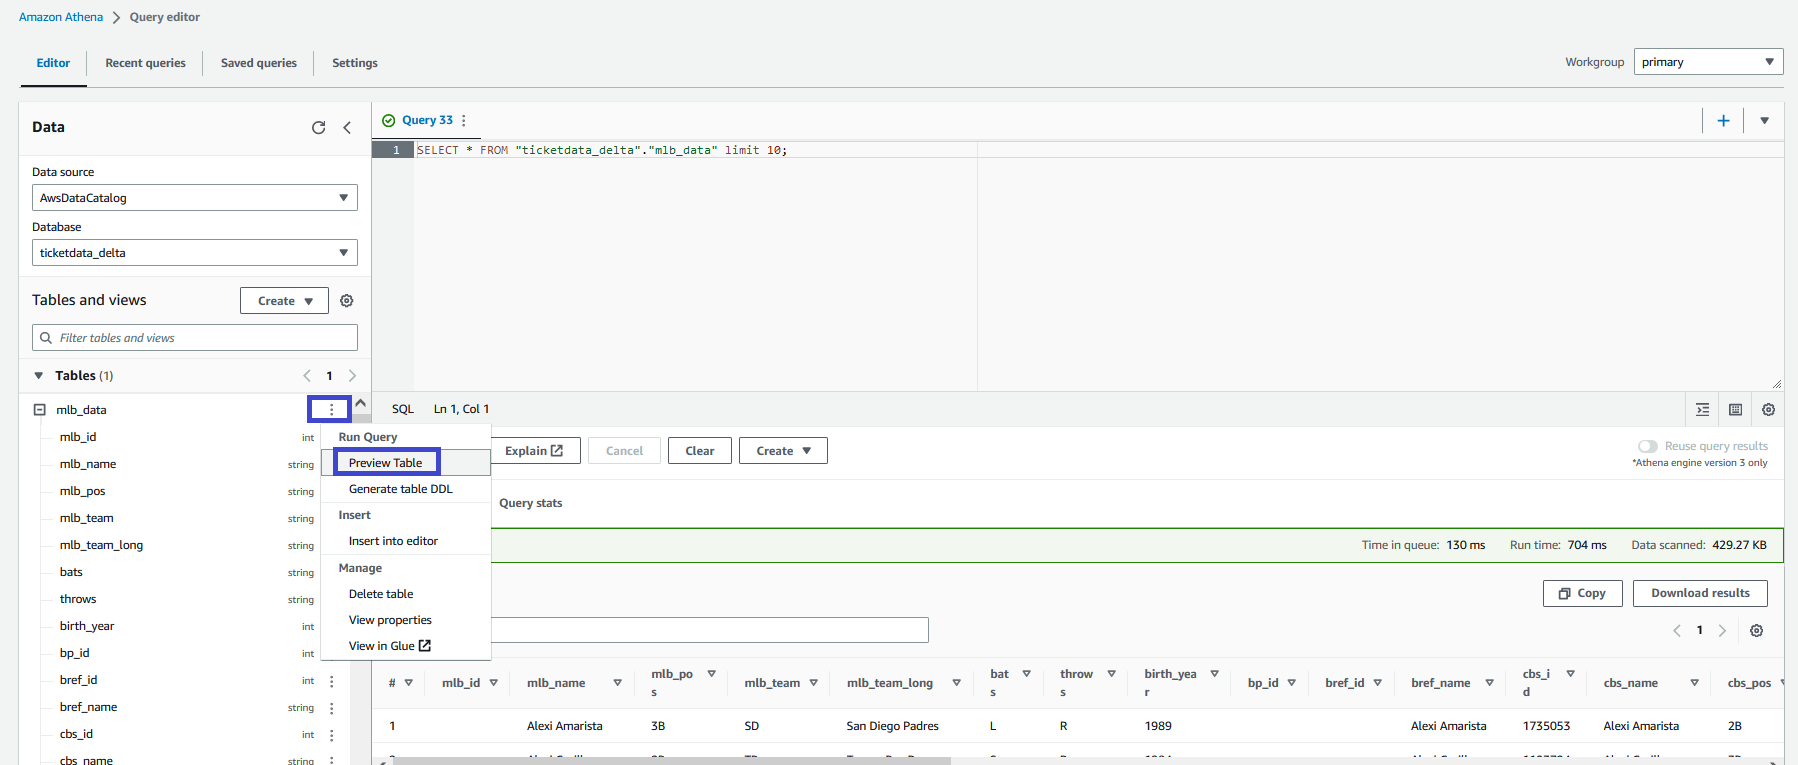 Amazon Athena > Query editor
Editor
Recent queries
Saved queries
Settings
Workgroup
primary
Data
Data source
AwsDataCatalog
Database
ticketdata_delta
Tables and views
Create
Filter tables and views
Tables (1)
1
mlb_data
mlb_id int
mlb_name string
mlb_pos string
mlb_team string
mlb_team_long string
bats string
throws string
birth_year int
bp_id int
bref_id int
bref_name string
cbs_id int
cbs_name string
Run Query
Preview Table
Generate table DDL
Insert
Insert into editor
Manage
Delete table
View properties
View in Glue
Query 33
1 SELECT * FROM "ticketdata_delta"."mlb_data" limit 10;
SQL Ln 1, Col 1
Explain
Cancel
Clear
Create
Reuse query results
*Athena engine version 3 only
Query stats
Time in queue: 130 ms Run time: 704 ms Data scanned: 429.27 KB
Copy
Download results
1
# mlb_id mlb_name mlb_pos mlb_team mlb_team_long bats throws birth_year bp_id bref_id bref_name cbs_id cbs_name cbs_pos
1 Alexi Amarista 3B SD San Diego Padres L R 1989 Alexi Amarista 1735053 Alexi Amarista 2B